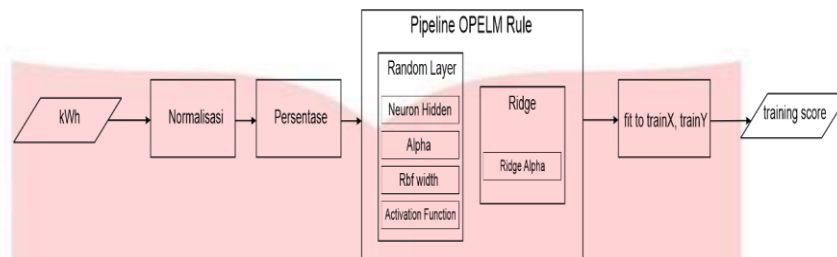 Pipeline OPELM Rule
Random Layer
Neuron Hidden
Alpha
Rbf width
Activation Function
Ridge
Ridge Alpha
kWh
Normalisasi
Persentase
fit to trainX, trainY
training score